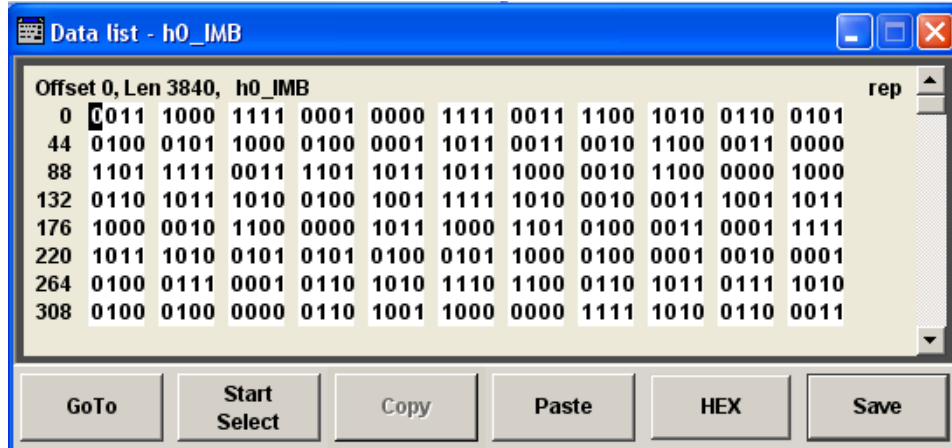 Data list - h0_IMB
Offset 0, Len 3840, h0_IMB rep
0 0011 1000 1111 0001 0000 1111 0011 1100 1010 0110 0101
44 0100 0101 1000 0100 0001 1011 0011 0010 1100 0011 0000
88 1101 1111 0011 1101 1011 1011 1000 0010 1100 0000 1000
132 0110 1011 1010 0100 1001 1111 1010 0010 0011 1001 1011
176 1000 0010 1100 0000 1011 1000 1101 0100 0011 0001 1111
220 1011 1010 0101 0101 0100 0101 1000 0100 0001 0010 0001
264 0100 0111 0001 0110 1010 1110 1100 0110 1011 0111 1010
308 0100 0100 0000 0110 1001 1000 0000 1111 1010 0110 0011
GoTo Start Select Copy Paste HEX Save